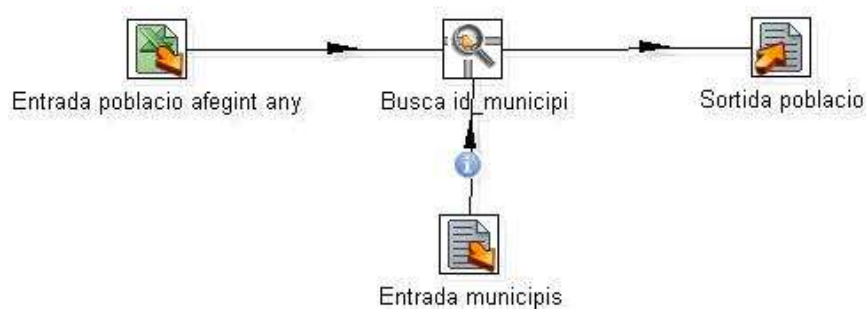 Entrada poblacio afegint any
Busca id_municipi
Sortida poblacio
Entrada municipis